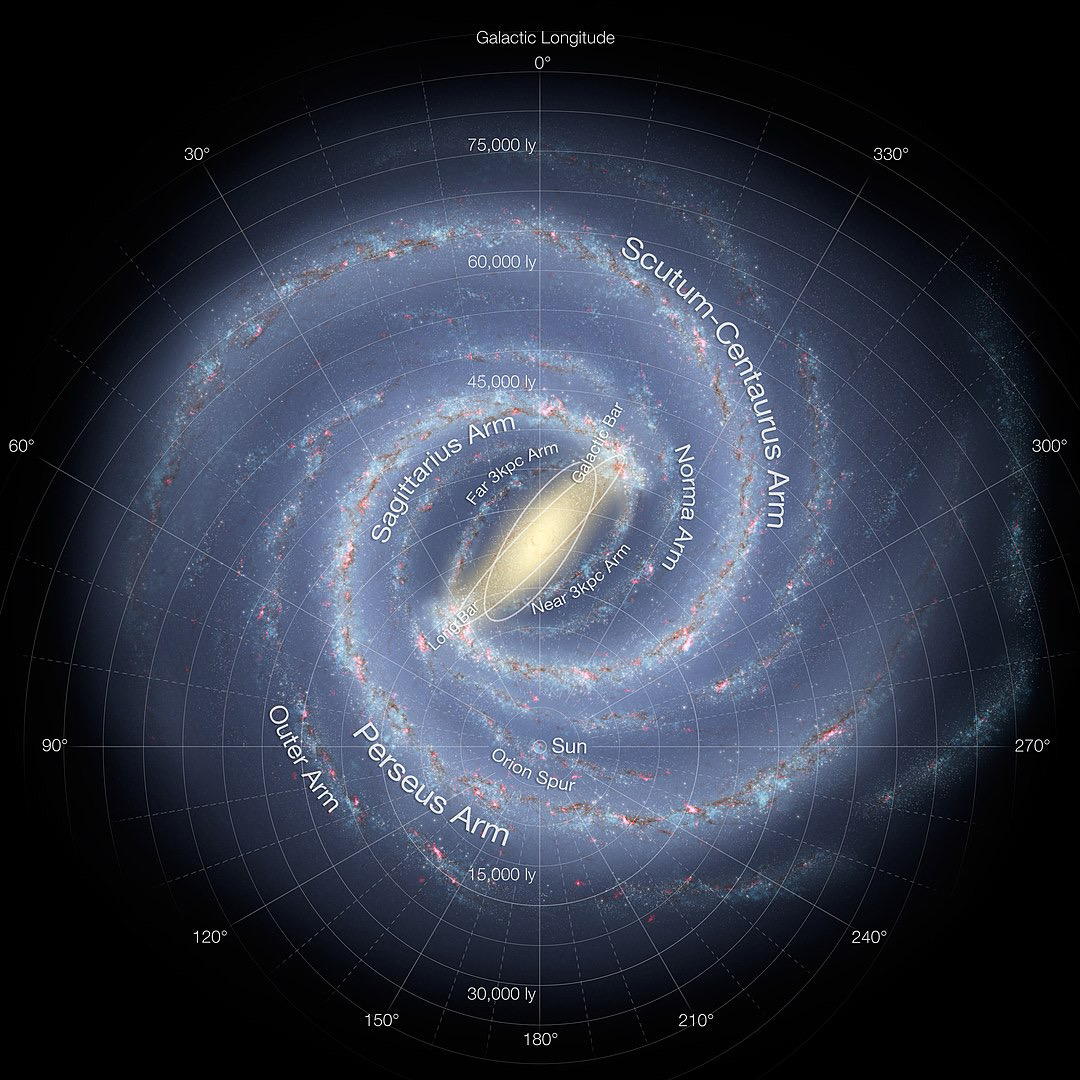 Galactic Longitude
0°
30°
330°
75,000 ly
60,000 ly
Scutum-Centaurus Arm
45,000 ly
60°
300°
Sagittarius Arm
Far 3kpc Arm
Galactic Bar
Norma Arm
Near 3kpc Arm
Long Bar
Outer Arm
Perseus Arm
Orion Spur
Sun
90°
270°
15,000 ly
120°
240°
30,000 ly
150°
210°
180°